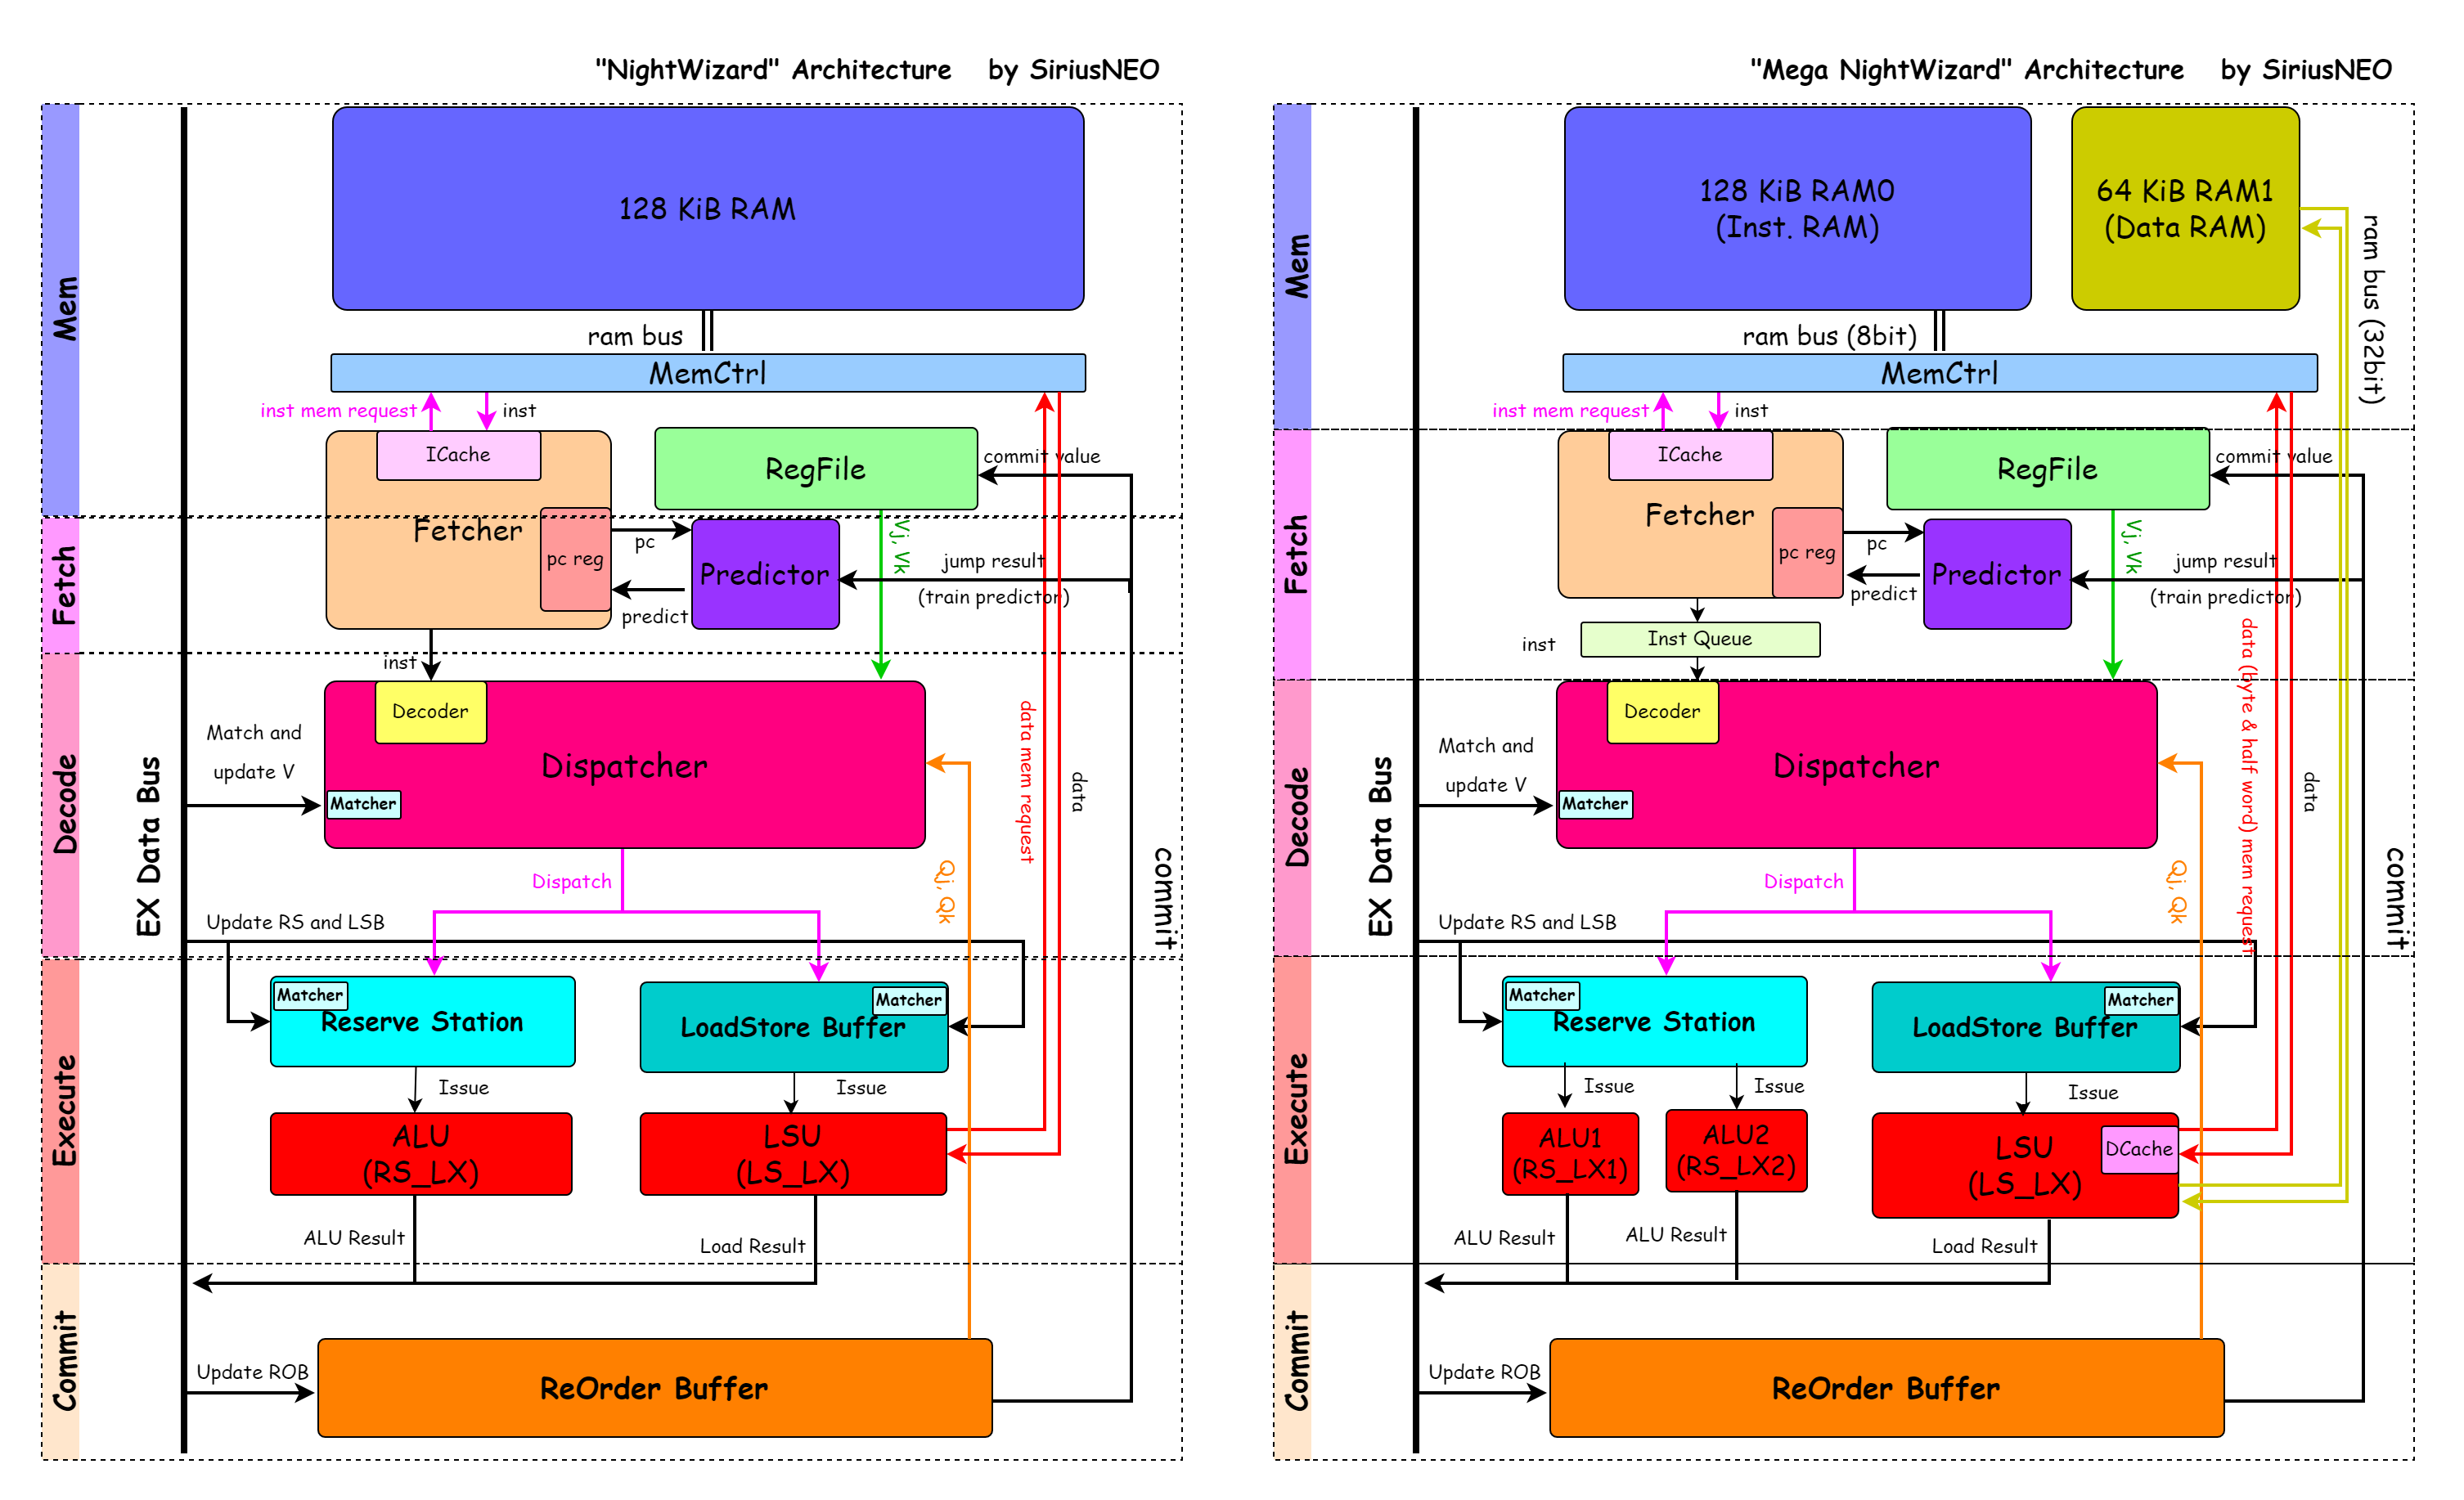 "NightWizard" Architecture by SiriusNEO
Mem
128 KiB RAM
ram bus
MemCtrl
inst mem request
inst
ICache
RegFile
commit value
Fetch
Fetcher
pc reg
pc
predict
Predictor
Vj, Vk
jump result
(train predictor)
inst
Decode
EX Data Bus
Match and
update V
Decoder
Dispatcher
Matcher
data mem request
data
Dispatch
Qj, Qk
commit
Update RS and LSB
Execute
Matcher
Reserve Station
Matcher
LoadStore Buffer
Issue
Issue
ALU
(RS_LX)
LSU
(LS_LX)
ALU Result
Load Result
Commit
Update ROB
ReOrder Buffer
"Mega NightWizard" Architecture by SiriusNEO
Mem
128 KiB RAM0
(Inst. RAM)
64 KiB RAM1
(Data RAM)
ram bus (8bit)
ram bus (32bit)
MemCtrl
inst mem request
inst
ICache
RegFile
commit value
Fetch
Fetcher
pc reg
pc
predict
Predictor
Vj, Vk
jump result
(train predictor)
inst
Inst Queue
Decode
EX Data Bus
Match and
update V
Decoder
Dispatcher
Matcher
data (byte & half word) mem request
data
Dispatch
Qj, Qk
commit
Update RS and LSB
Execute
Matcher
Reserve Station
Matcher
LoadStore Buffer
Issue
Issue
Issue
ALU1
(RS_LX1)
ALU2
(RS_LX2)
LSU
(LS_LX)
DCache
ALU Result
ALU Result
Load Result
Commit
Update ROB
ReOrder Buffer